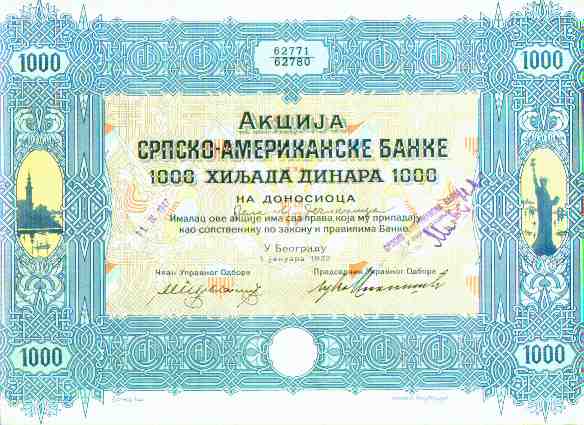 62771
62780
1000 1000
Акција
СРПСКО-АМЕРИКАНСКЕ БАНКЕ
1000 ХИЉАДА ДИНАРА 1000
НА ДОНОСИОЦА
Ималац ове акције има сва права која му припадају
као сопственику по закону и правилима Банке.
У Београду
1 јануара 1922
Члан Управног Одбора Председник Управног Одбора
1000 1000